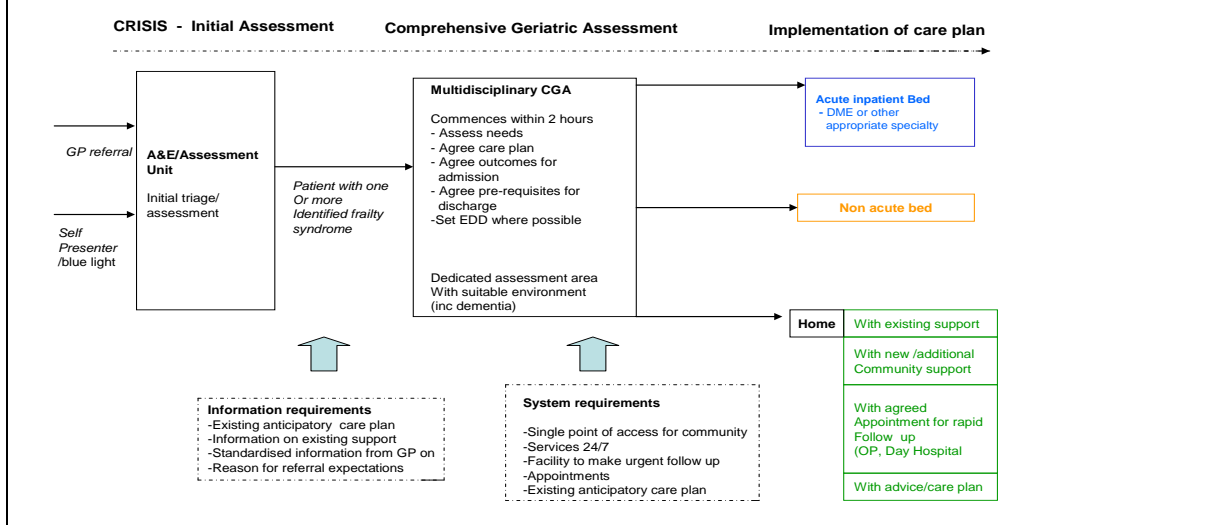 CRISIS - Initial Assessment
Comprehensive Geriatric Assessment
Implementation of care plan
GP referral
Self
Presenter
/blue light
A&E/Assessment
Unit
Initial triage/
assessment
Patient with one
Or more
Identified frailty
syndrome
Multidisciplinary CGA
Commences within 2 hours
- Assess needs
- Agree care plan
- Agree outcomes for
admission
- Agree pre-requisites for
discharge
-Set EDD where possible
Dedicated assessment area
With suitable environment
(inc dementia)
Acute inpatient Bed
- DME or other
appropriate specialty
Non acute bed
Home
With existing support
With new /additional
Community support
With agreed
Appointment for rapid
Follow up
(OP, Day Hospital
With advice/care plan
Information requirements
-Existing anticipatory care plan
-Information on existing support
-Standardised information from GP on
-Reason for referral expectations
System requirements
-Single point of access for community
-Services 24/7
-Facility to make urgent follow up
-Appointments
-Existing anticipatory care plan